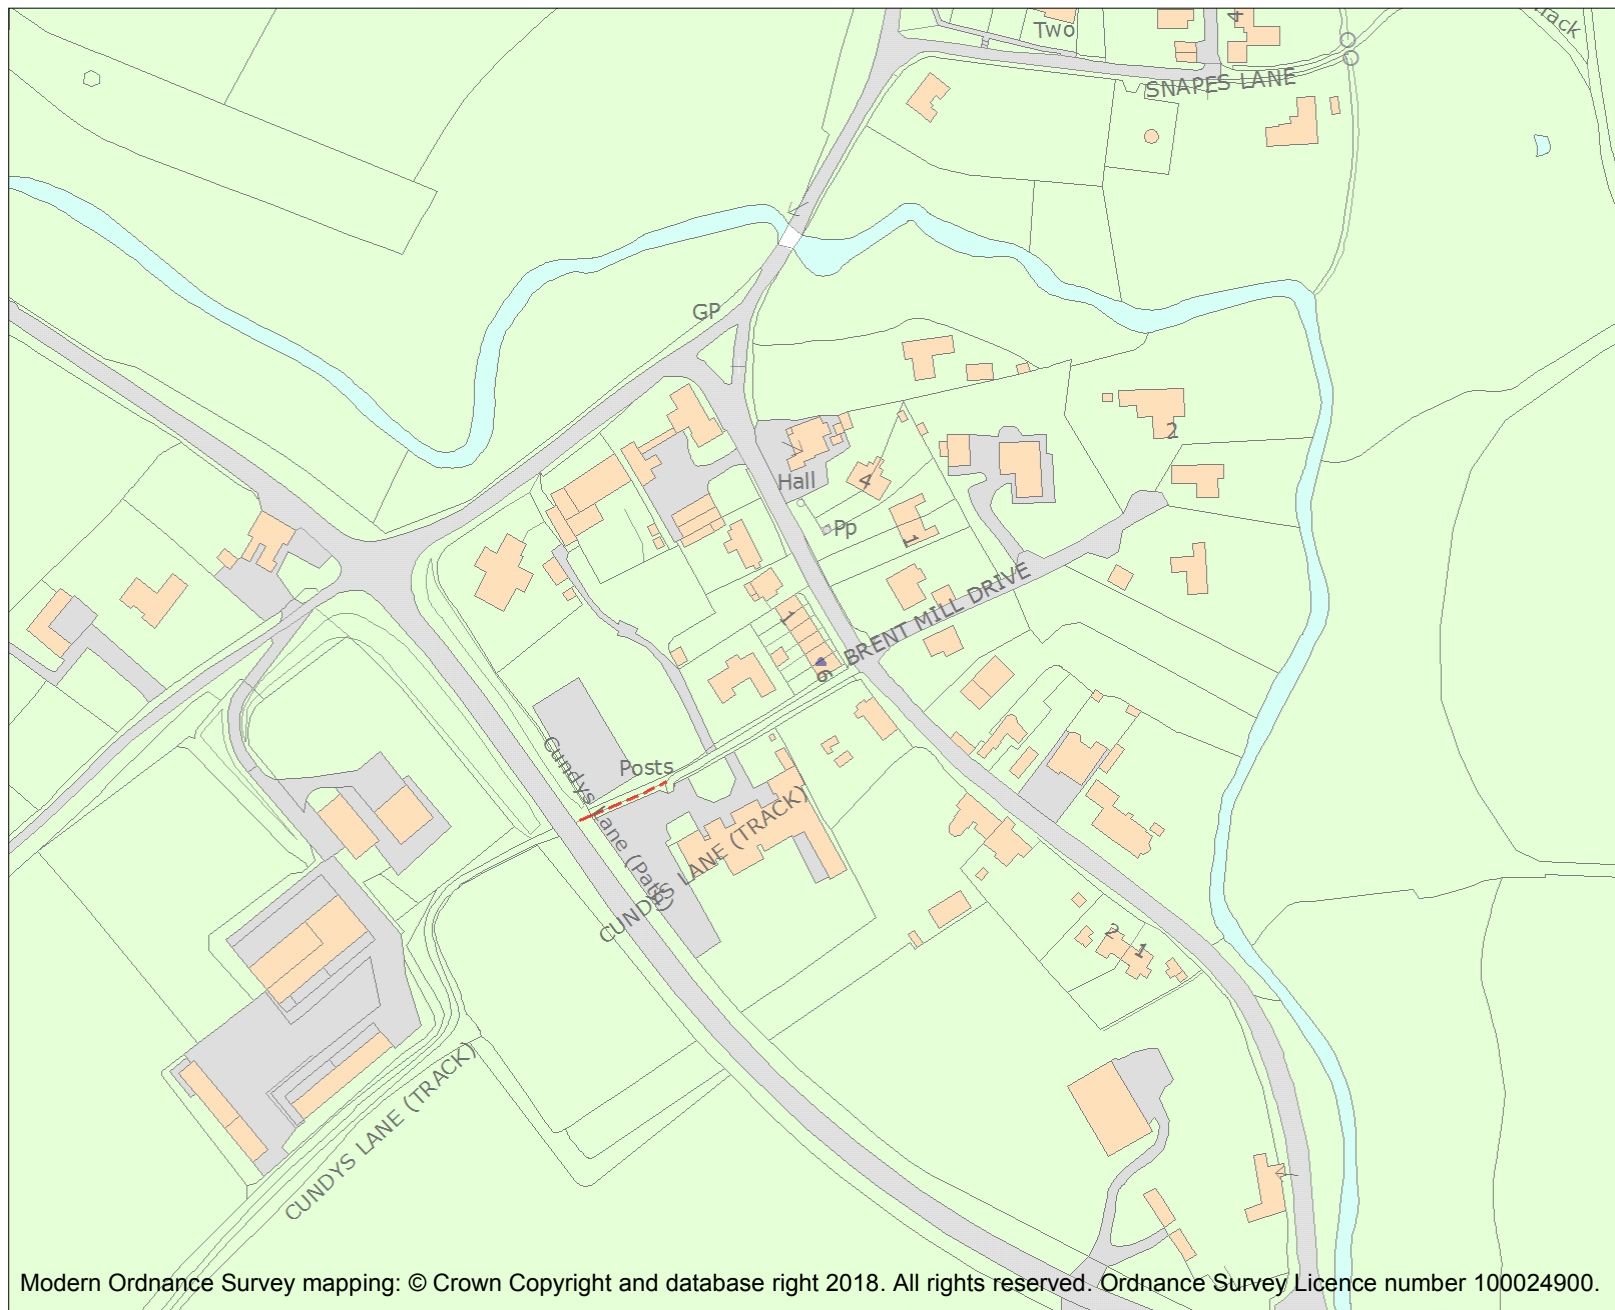 Two
4
Track
SNAPES LANE
GP
2
Hall
4
Pp
1
BRENT MILL DRIVE
1
6
Cundys Lane (Path)
Posts
CUNDYS LANE (TRACK)
2
1
CUNDYS LANE (TRACK)
Modern Ordnance Survey mapping: © Crown Copyright and database right 2018. All rights reserved. Ordnance Survey Licence number 100024900.